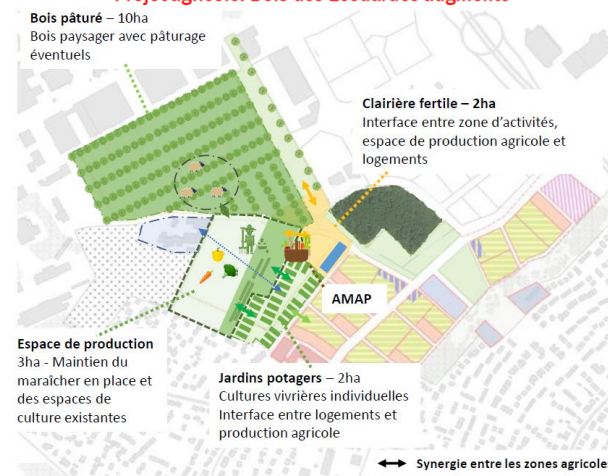 Bois pâturé – 10ha
Bois paysager avec pâturage
éventuels
Clairière fertile – 2ha
Interface entre zone d'activités,
espace de production agricole et
logements
AMAP
Espace de production
3ha - Maintien du
maraîcher en place et
des espaces de
culture existantes
Jardins potagers – 2ha
Cultures vivrières individuelles
Interface entre logements et
production agricole
Synergie entre les zones agricole